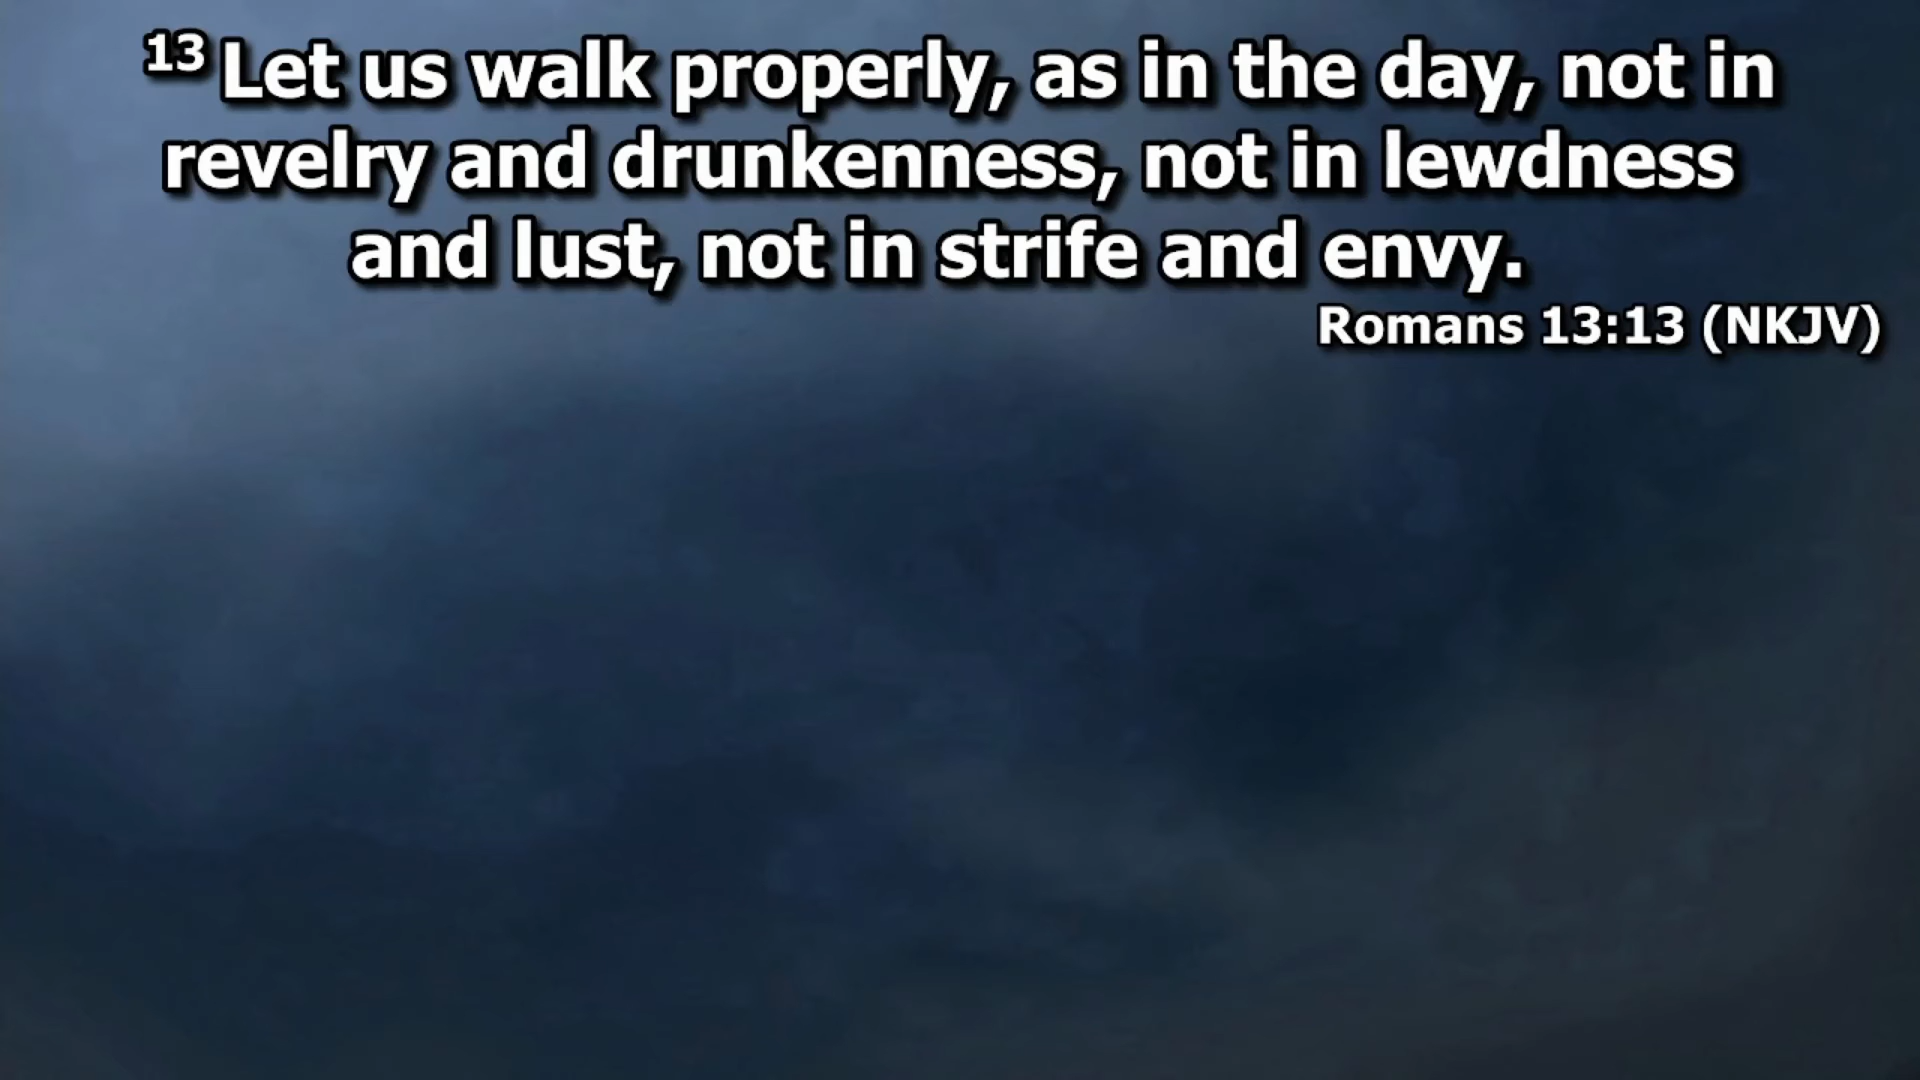 13 Let us walk properly, as in the day, not in
revelry and drunkenness, not in lewdness
and lust, not in strife and envy.
Romans 13:13 (NKJV)